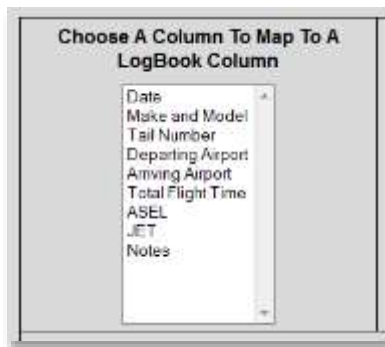 Choose A Column To Map To A
LogBook Column
Date
Make and Model
Tail Number
Departing Airport
Arriving Airport
Total Flight Time
ASEL
JET
Notes